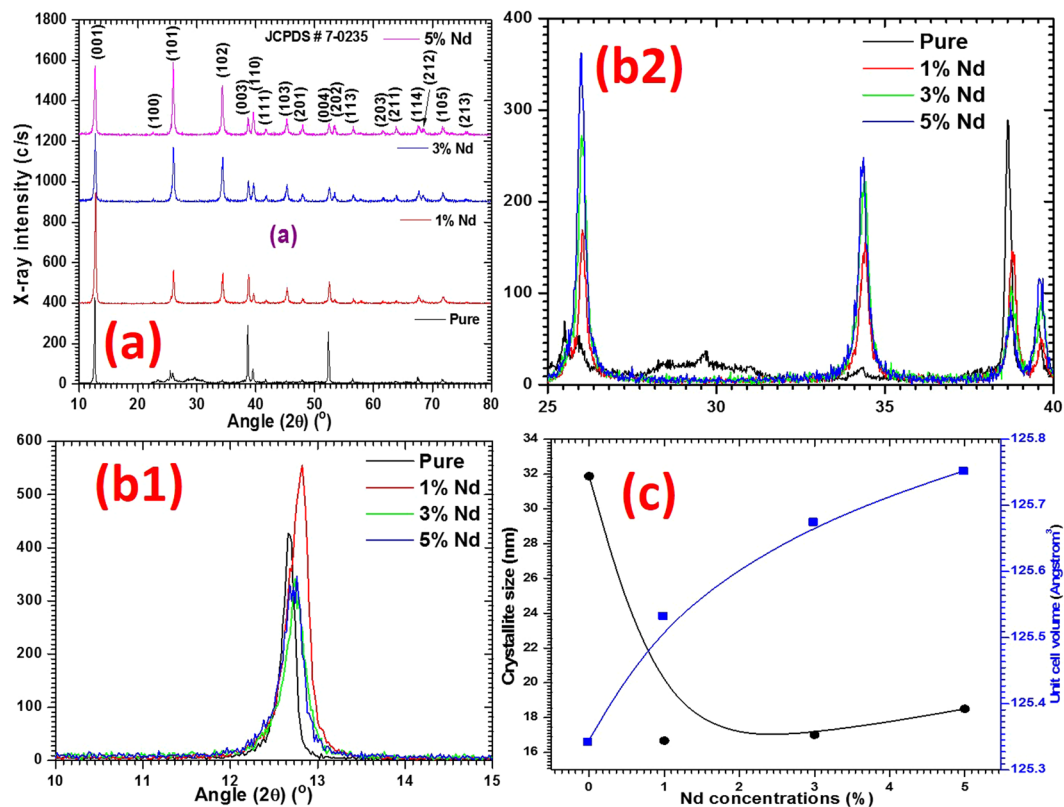 JCPDS # 7-0235
5% Nd
(001)
(100)
(101)
(102)
(003)
(110)
(111)
(103)
(201)
(004)
(202)
(113)
(203)
(211)
(114)
(212)
(105)
(213)
3% Nd
1% Nd
(a)
Pure
(a)
X-ray intensity (c/s)
0
200
400
600
800
1000
1200
1400
1600
1800
10 20 30 40 50 60 70 80
Angle (2θ) (°)
(b2)
Pure
1% Nd
3% Nd
5% Nd
400
300
200
100
0
25 30 35 40
(b1)
Pure
1% Nd
3% Nd
5% Nd
600
500
400
300
200
100
0
10 11 12 13 14 15
Angle (2θ) (°)
(c)
Crystallite size (nm)
34
32
30
28
26
24
22
20
18
16
0 1 2 3 4 5
Nd concentrations (%)
125.8
125.7
125.6
125.5
125.4
125.3
Unit cell volume (Angstrom³)